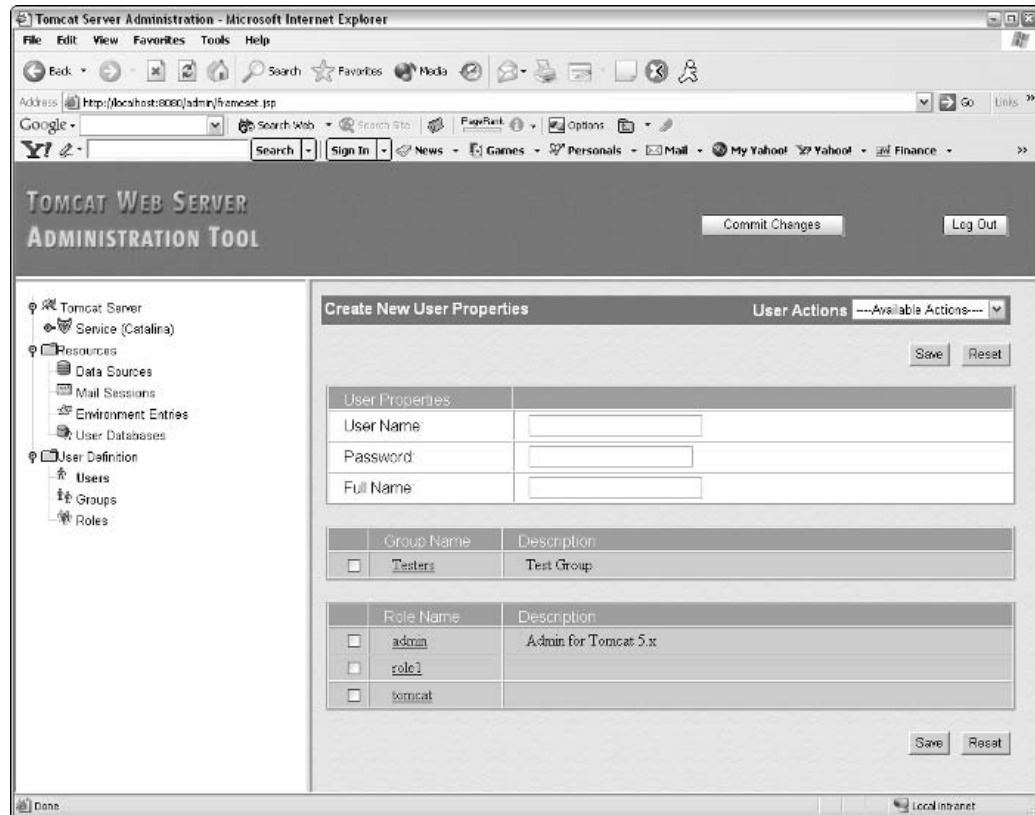 Tomcat Server Administration - Microsoft Internet Explorer
File Edit View Favorites Tools Help
Back Search Favorites Media
Address http://localhost:8080/admin/frameset.jsp Go Links »
Google - Search Web Search Site PageRank Options
Y! Search Sign In News Games Personals Mail My Yahoo! Yahoo! Finance »
TOMCAT WEB SERVER
ADMINISTRATION TOOL
Commit Changes Log Out
Tomcat Server
Service (Catalina)
Resources
Data Sources
Mail Sessions
Environment Entries
User Databases
User Definition
Users
Groups
Roles
Create New User Properties User Actions ----Available Actions----
Save Reset
User Properties
User Name:
Password:
Full Name:
Group Name Description
Testers Test Group
Role Name Description
admin Admin for Tomcat 5.x
role1
tomcat
Save Reset
Done Local intranet